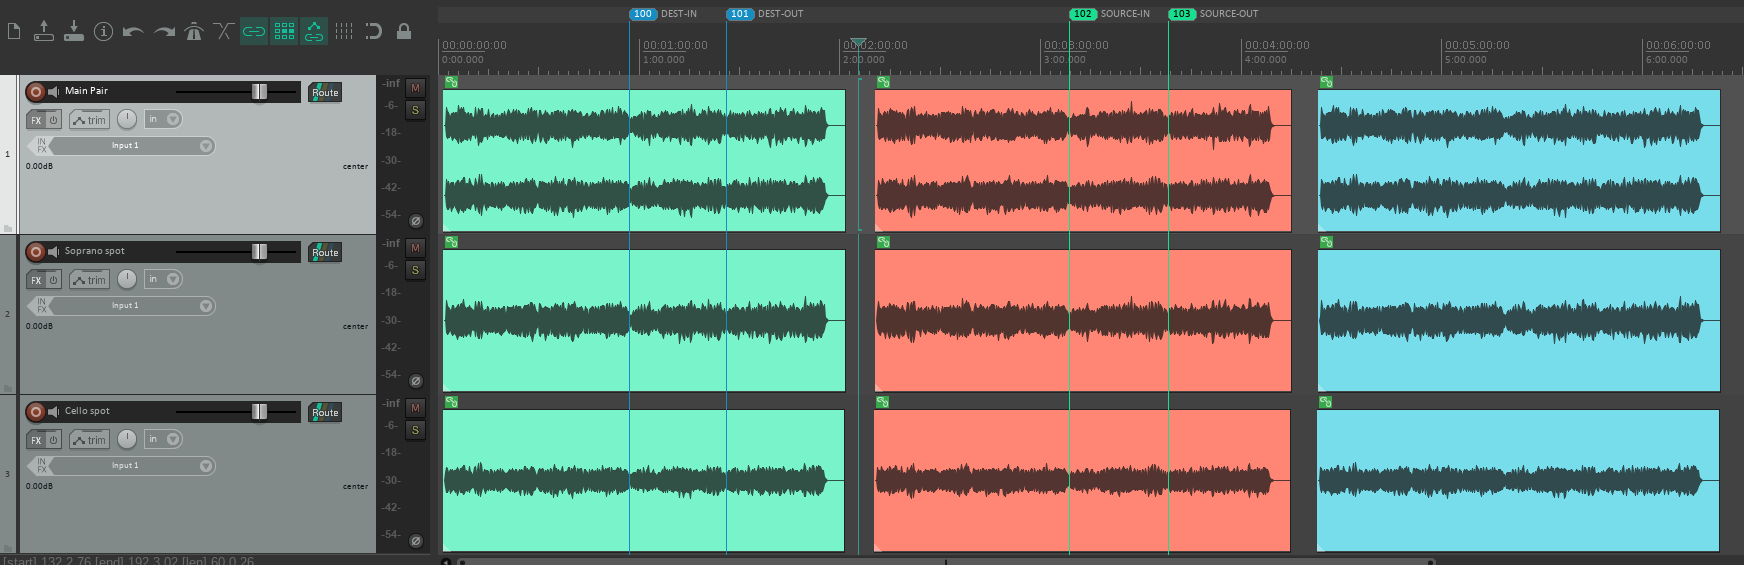 100 DEST-IN 101 DEST-OUT 102 SOURCE-IN 103 SOURCE-OUT
00:00:00:00 00:01:00:00 00:02:00:00 00:03:00:00 00:04:00:00 00:05:00:00 00:06:00:00
0:00.000 1:00.000 2:00.000 3:00.000 4:00.000 5:00.000 6:00.000
1
Main Pair
Route
FX trim in
IN FX Input 1
0.00dB center
-inf M
-6- S
-18-
-30-
-42-
-54-
2
Soprano spot
Route
FX trim in
IN FX Input 1
0.00dB center
-inf M
-6- S
-18-
-30-
-42-
-54-
3
Cello spot
Route
FX trim in
IN FX Input 1
0.00dB center
-inf M
-6- S
-18-
-30-
-42-
-54-
[start] 132.2.76 [end] 192.3.02 [len] 60.0.26